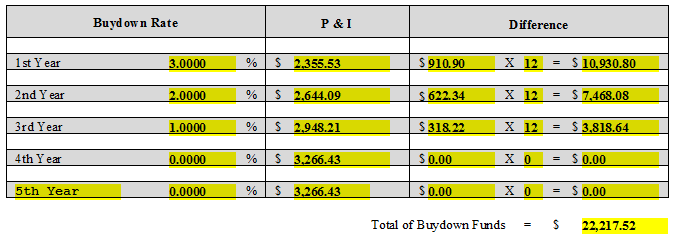 Buydown Rate P & I Difference
1st Year 3.0000 % $ 2,355.53 $ 910.90 X 12 = $ 10,930.80
2nd Year 2.0000 % $ 2,644.09 $ 622.34 X 12 = $ 7,468.08
3rd Year 1.0000 % $ 2,948.21 $ 318.22 X 12 = $ 3,818.64
4th Year 0.0000 % $ 3,266.43 $ 0.00 X 0 = $ 0.00
5th Year 0.0000 % $ 3,266.43 $ 0.00 X 0 = $ 0.00
Total of Buydown Funds = $ 22,217.52